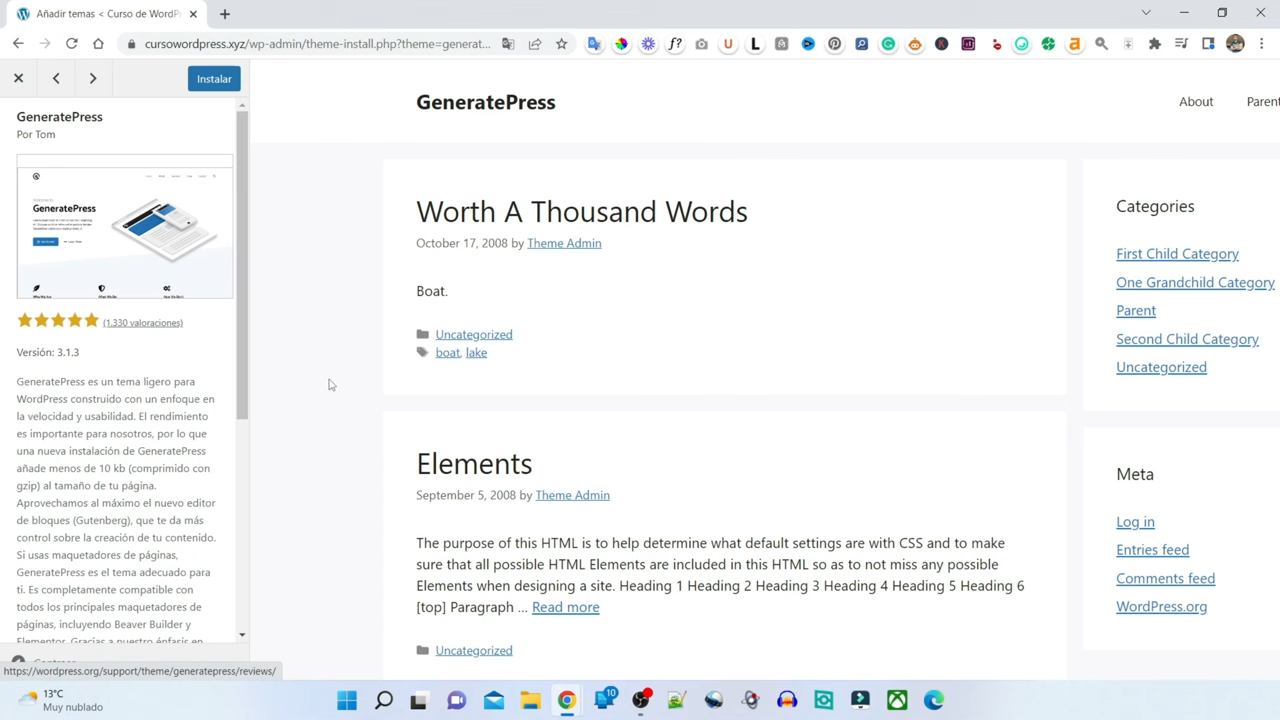 Añadir temas < Curso de WordP
cursowordpress.xyz/wp-admin/theme-install.php?theme=generat...
Instalar
GeneratePress
Por Tom
GeneratePress
(1.330 valoraciones)
Versión: 3.1.3
GeneratePress es un tema ligero para
WordPress construido con un enfoque en
la velocidad y usabilidad. El rendimiento
es importante para nosotros, por lo que
una nueva instalación de GeneratePress
añade menos de 10 kb (comprimido con
gzip) al tamaño de tu página.
Aprovechamos al máximo el nuevo editor
de bloques (Gutenberg), que te da más
control sobre la creación de tu contenido.
Si usas maquetadores de páginas,
GeneratePress es el tema adecuado para
ti. Es completamente compatible con
todos los principales maquetadores de
páginas, incluyendo Beaver Builder y
Elementor. Gracias a nuestro énfasis en
https://wordpress.org/support/theme/generatepress/reviews/
GeneratePress
About
Parent
Worth A Thousand Words
October 17, 2008 by Theme Admin
Boat.
Uncategorized
boat, lake
Elements
September 5, 2008 by Theme Admin
The purpose of this HTML is to help determine what default settings are with CSS and to make
sure that all possible HTML Elements are included in this HTML so as to not miss any possible
Elements when designing a site. Heading 1 Heading 2 Heading 3 Heading 4 Heading 5 Heading 6
[top] Paragraph ... Read more
Uncategorized
Categories
First Child Category
One Grandchild Category
Parent
Second Child Category
Uncategorized
Meta
Log in
Entries feed
Comments feed
WordPress.org
13°C
Muy nublado
10